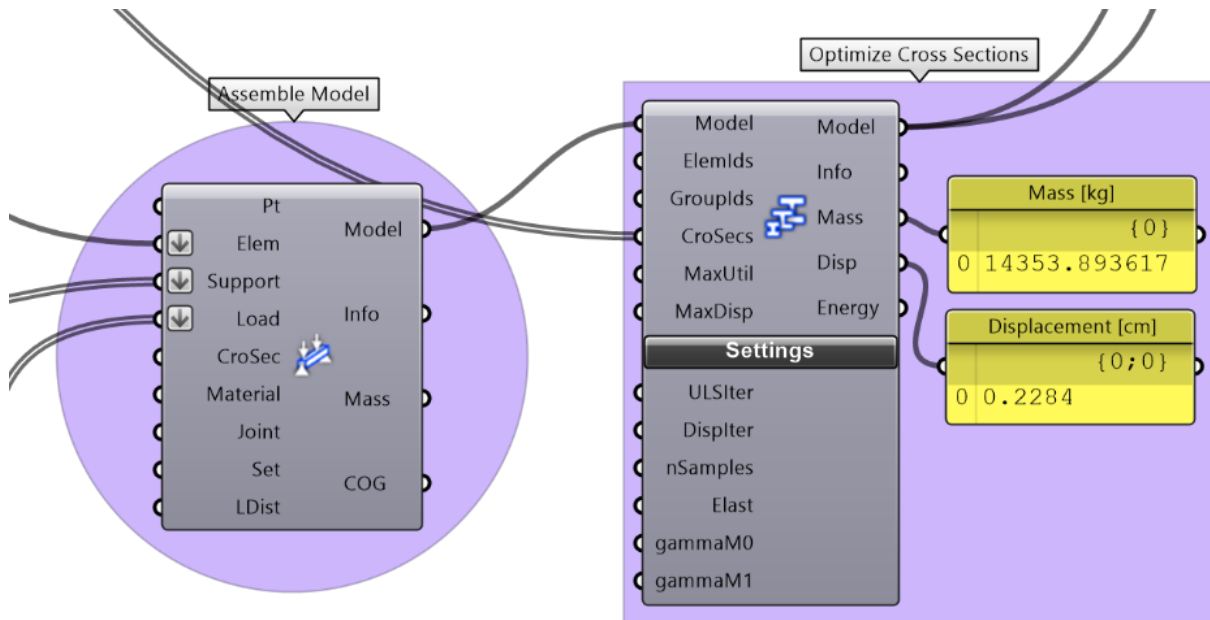 Optimize Cross Sections
Assemble Model
Pt
Elem
Support
Load
CroSec
Material
Joint
Set
LDist
Model
Info
Mass
COG
Model
ElemIds
GroupIds
CroSecs
MaxUtil
MaxDisp
Model
Info
Mass
Disp
Energy
Settings
ULSIter
DispIter
nSamples
Elast
gammaM0
gammaM1
Mass [kg]
{0}
0 14353.893617
Displacement [cm]
{0;0}
0 0.2284